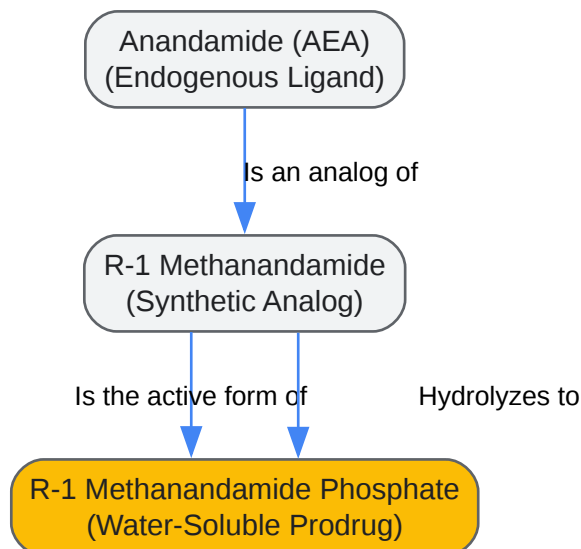 Anandamide (AEA)
(Endogenous Ligand)
Is an analog of
R-1 Methanandamide
(Synthetic Analog)
Is the active form of
Hydrolyzes to
R-1 Methanandamide Phosphate
(Water-Soluble Prodrug)